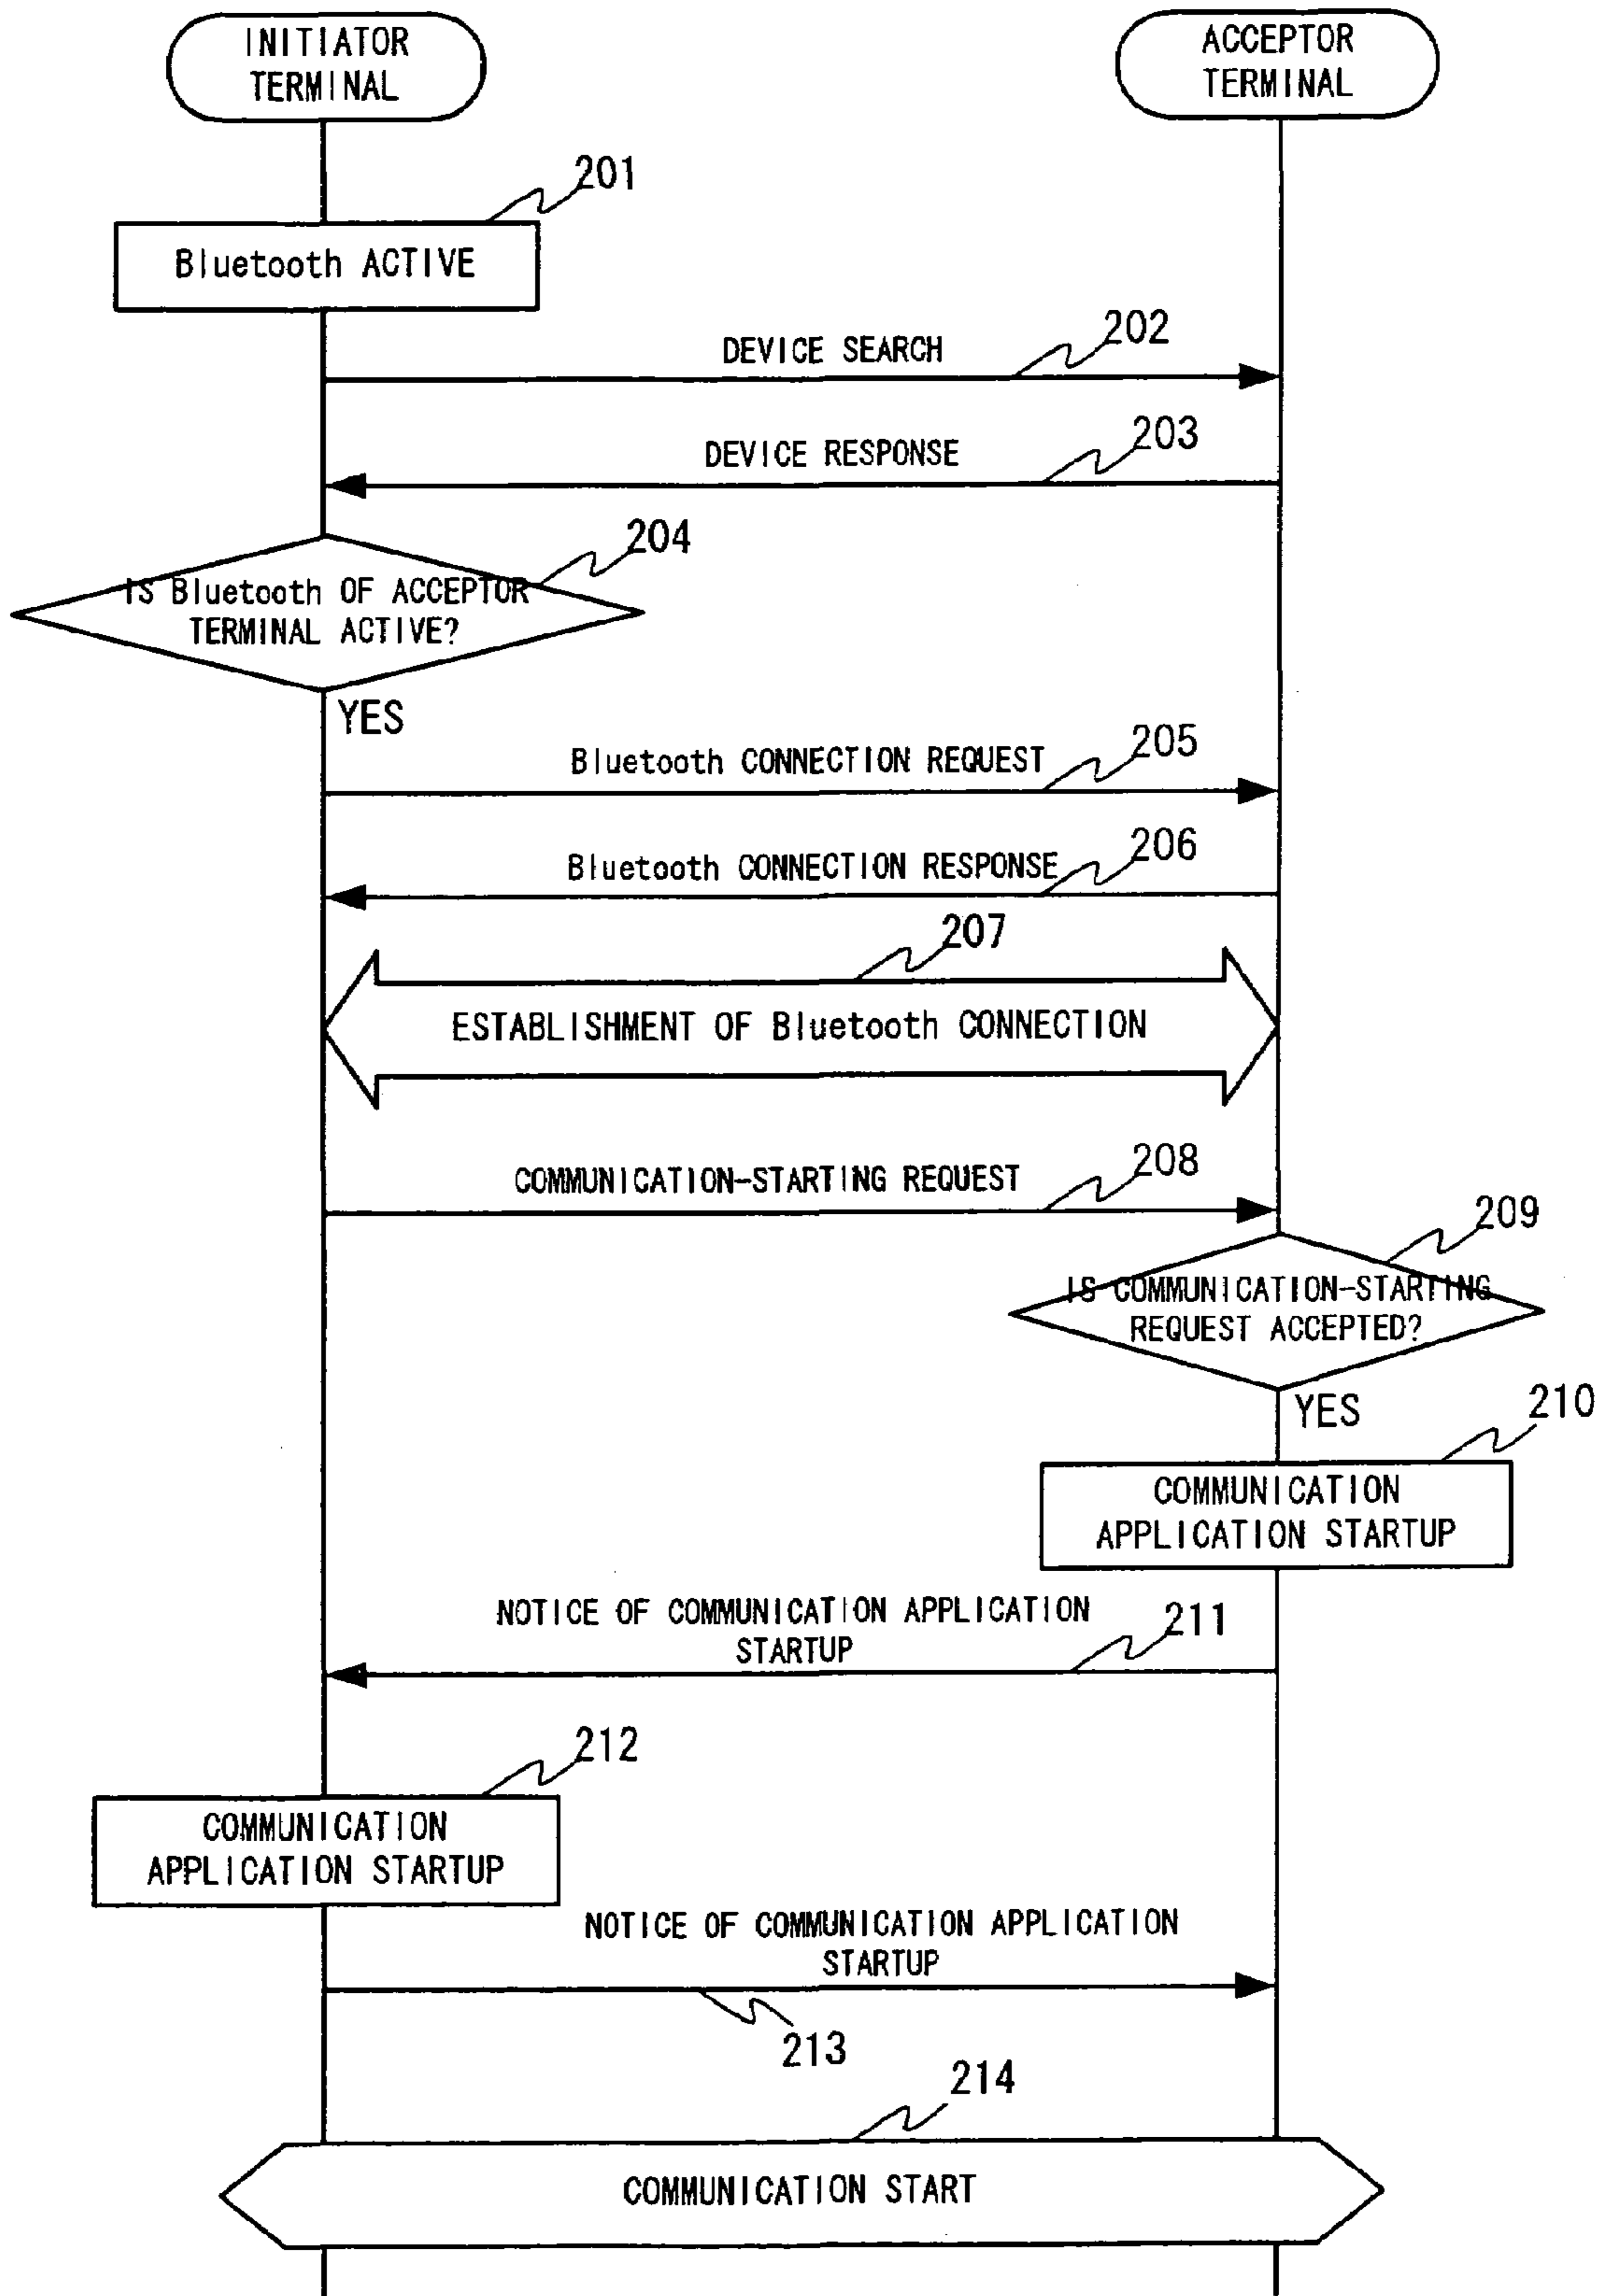 INITIATOR
TERMINAL
ACCEPTOR
TERMINAL
201
Bluetooth ACTIVE
202
DEVICE SEARCH
203
DEVICE RESPONSE
204
IS Bluetooth OF ACCEPTOR
TERMINAL ACTIVE?
YES
205
Bluetooth CONNECTION REQUEST
206
Bluetooth CONNECTION RESPONSE
207
ESTABLISHMENT OF Bluetooth CONNECTION
208
COMMUNICATION-STARTING REQUEST
209
IS COMMUNICATION-STARTING
REQUEST ACCEPTED?
YES
210
COMMUNICATION
APPLICATION STARTUP
NOTICE OF COMMUNICATION APPLICATION
STARTUP
211
212
COMMUNICATION
APPLICATION STARTUP
NOTICE OF COMMUNICATION APPLICATION
STARTUP
213
214
COMMUNICATION START